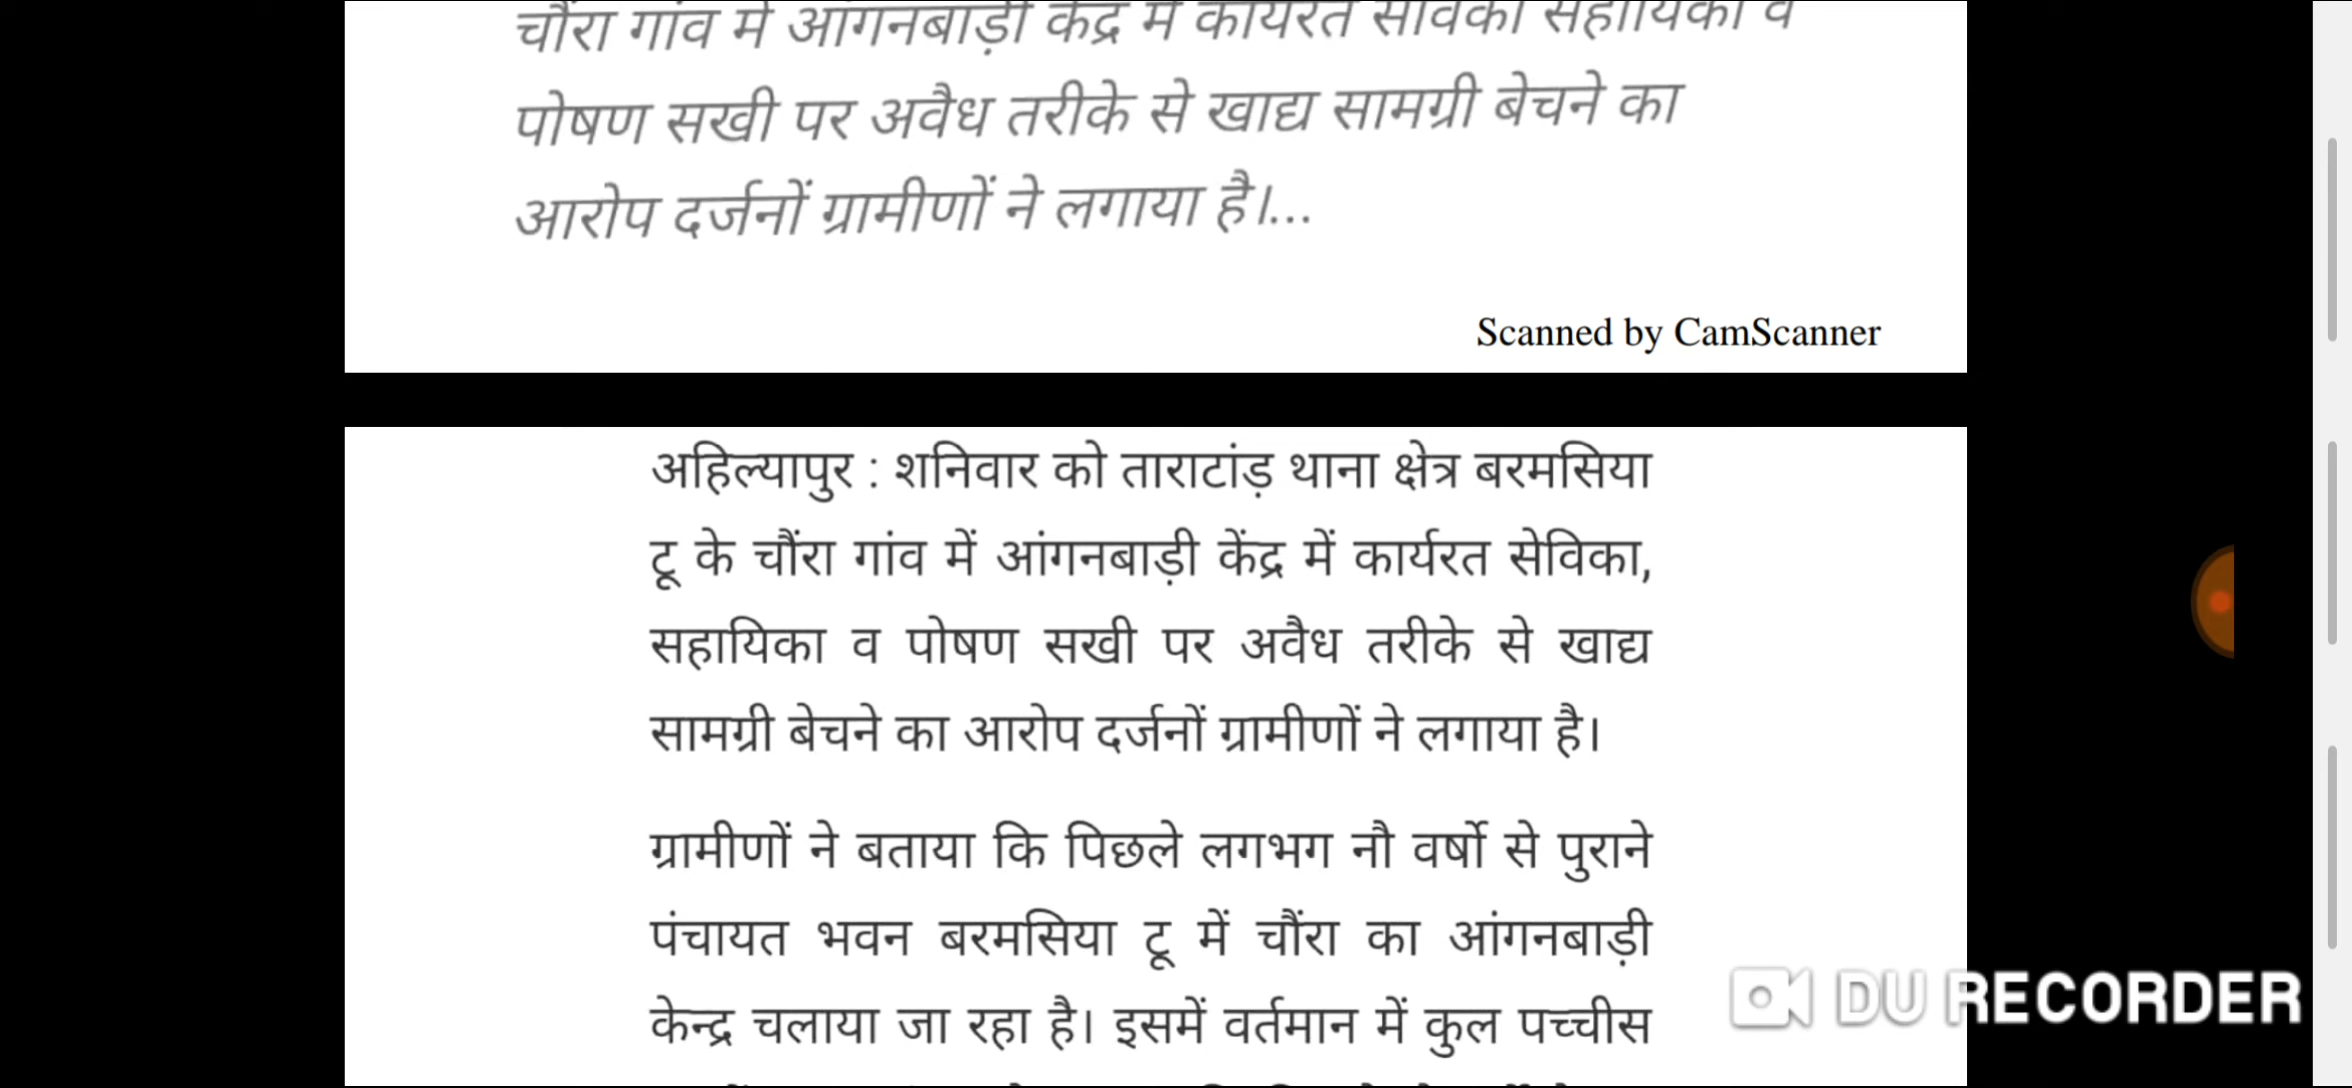 चौंरा गांव में आंगनबाड़ी केंद्र में कार्यरत सेविका सहायिका व
पोषण सखी पर अवैध तरीके से खाद्य सामग्री बेचने का
आरोप दर्जनों ग्रामीणों ने लगाया है।...
Scanned by CamScanner
अहिल्यापुर : शनिवार को ताराटांड़ थाना क्षेत्र बरमसिया
टू के चौंरा गांव में आंगनबाड़ी केंद्र में कार्यरत सेविका,
सहायिका व पोषण सखी पर अवैध तरीके से खाद्य
सामग्री बेचने का आरोप दर्जनों ग्रामीणों ने लगाया है।
ग्रामीणों ने बताया कि पिछले लगभग नौ वर्षो से पुराने
पंचायत भवन बरमसिया टू में चौंरा का आंगनबाड़ी
केन्द्र चलाया जा रहा है। इसमें वर्तमान में कुल पच्चीस
DU RECORDER